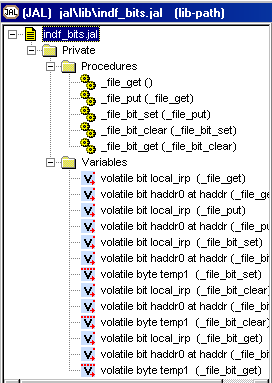 JAL (JAL) jal\lib\indf_bits.jal (lib-path)
indf_bits.jal
Private
Procedures
_file_get ()
_file_put (_file_get)
_file_bit_set (_file_put)
_file_bit_clear (_file_bit_set)
_file_bit_get (_file_bit_clear)
Variables
volatile bit local_irp (_file_get)
volatile bit haddr0 at haddr (_file_ge
volatile bit local_irp (_file_put)
volatile bit haddr0 at haddr (_file_pu
volatile bit local_irp (_file_bit_set)
volatile bit haddr0 at haddr (_file_bi
volatile byte temp1 (_file_bit_set)
volatile bit local_irp (_file_bit_clear)
volatile bit haddr0 at haddr (_file_bi
volatile byte temp1 (_file_bit_clear)
volatile bit local_irp (_file_bit_get)
volatile bit haddr0 at haddr (_file_bi
volatile byte temp1 (_file_bit_get)